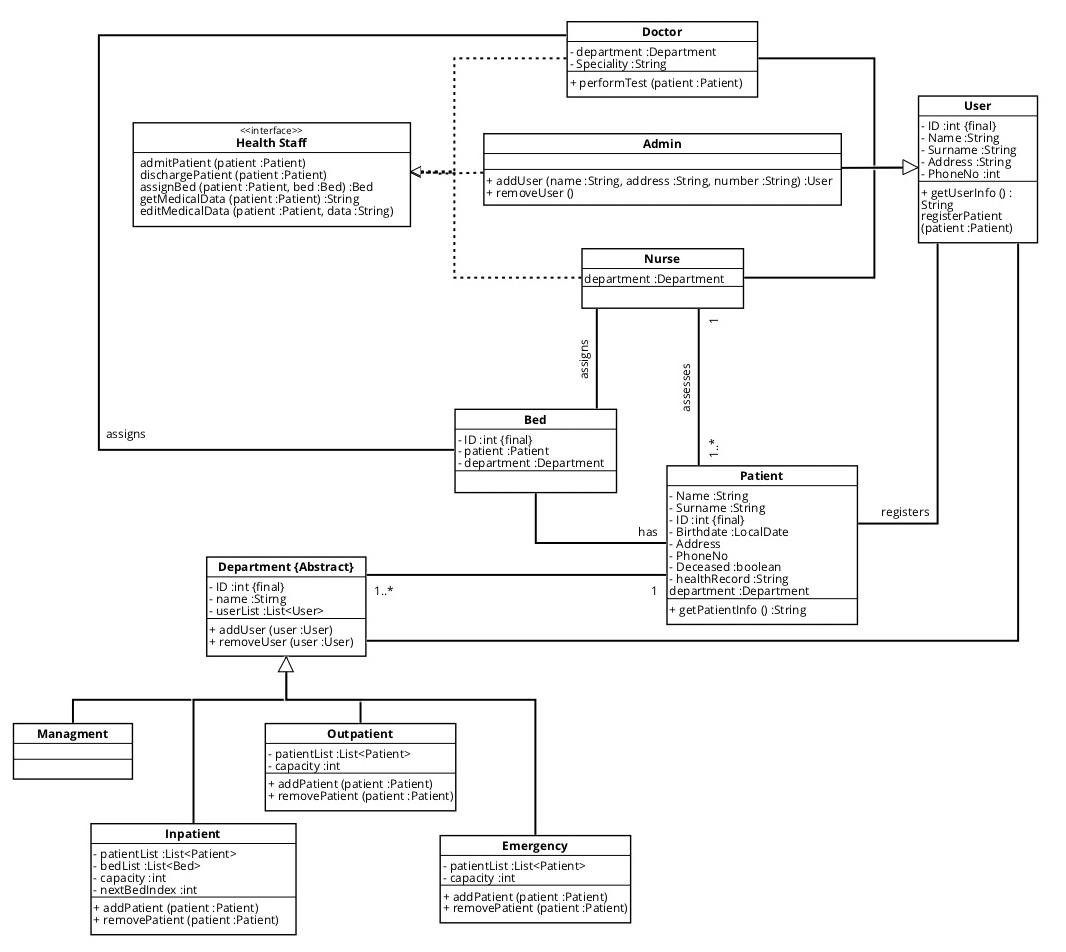 Doctor
- department :Department
- Speciality :String
+ performTest (patient :Patient)
<<interface>>
Health Staff
admitPatient (patient :Patient)
dischargePatient (patient :Patient)
assignBed (patient :Patient, bed :Bed) :Bed
getMedicalData (patient :Patient) :String
editMedicalData (patient :Patient, data :String)
Admin
+ addUser (name :String, address :String, number :String) :User
+ removeUser ()
User
- ID :int {final}
- Name :String
- Surname :String
- Address :String
- PhoneNo :int
+ getUserInfo () :
String
registerPatient
(patient :Patient)
Nurse
department :Department
1
assigns
assesses
1..*
assigns
Bed
- ID :int {final}
- patient :Patient
- department :Department
has
Patient
- Name :String
- Surname :String
- ID :int {final}
- Birthdate :LocalDate
- Address
- PhoneNo
- Deceased :boolean
- healthRecord :String
department :Department
+ getPatientInfo () :String
registers
Department {Abstract}
- ID :int {final}
- name :Stirng
- userList :List<User>
+ addUser (user :User)
+ removeUser (user :User)
1..*
1
Managment
Outpatient
- patientList :List<Patient>
- capacity :int
+ addPatient (patient :Patient)
+ removePatient (patient :Patient)
Inpatient
- patientList :List<Patient>
- bedList :List<Bed>
- capacity :int
- nextBedIndex :int
+ addPatient (patient :Patient)
+ removePatient (patient :Patient)
Emergency
- patientList :List<Patient>
- capacity :int
+ addPatient (patient :Patient)
+ removePatient (patient :Patient)